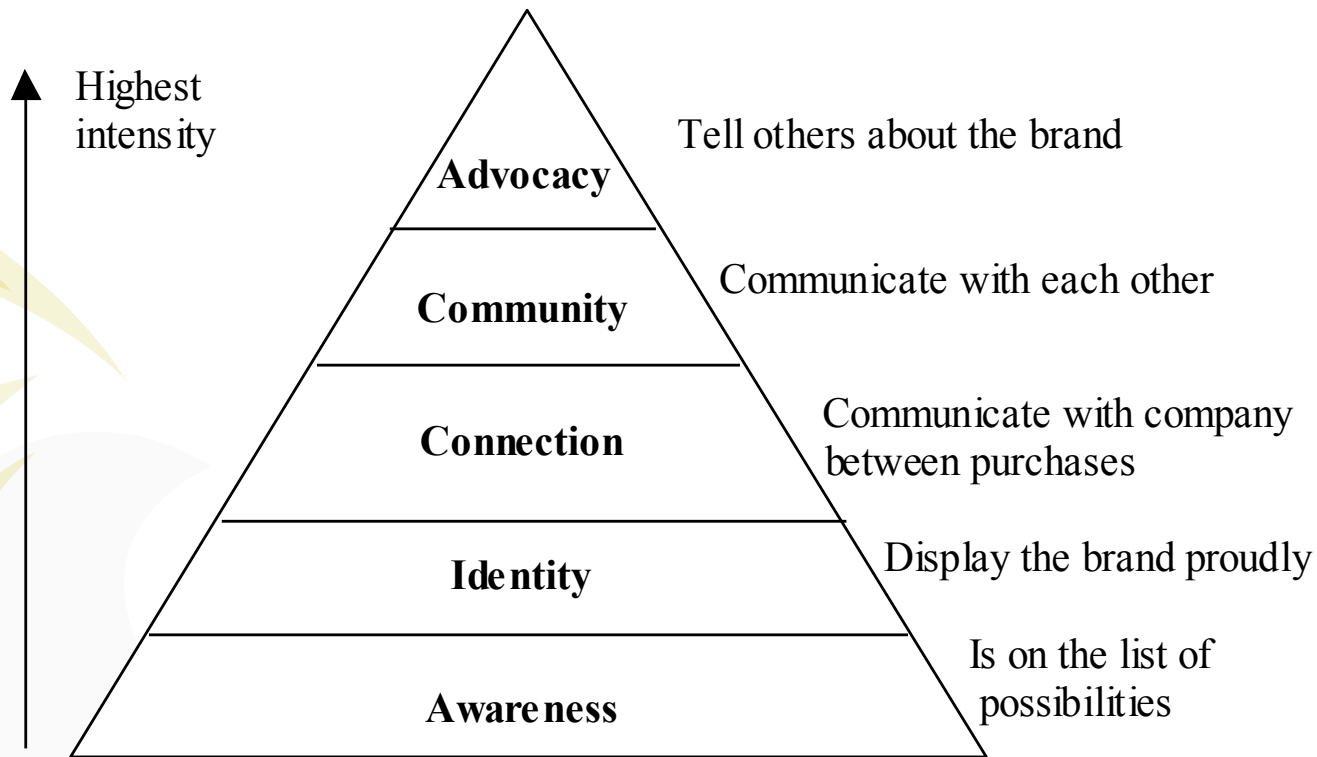 Highest
intensity
Tell others about the brand
Advocacy
Communicate with each other
Community
Communicate with company
between purchases
Connection
Display the brand proudly
Identity
Is on the list of
possibilities
Awareness